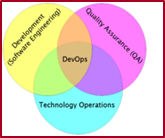 Development
(Software Engineering)
Quality Assurance (QA)
DevOps
Technology Operations